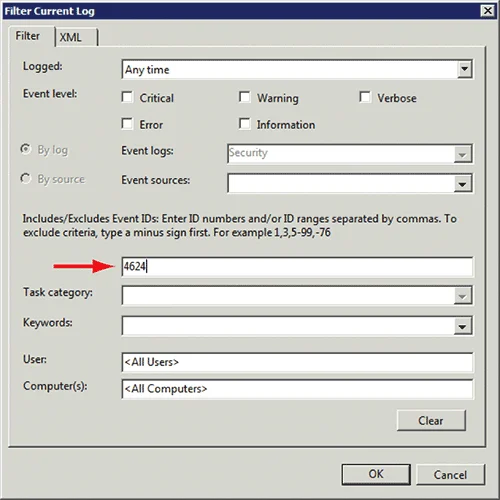 Filter Current Log
Filter XML
Logged: Any time
Event level: Critical Warning Verbose
Error Information
By log Event logs: Security
By source Event sources:
Includes/Excludes Event IDs: Enter ID numbers and/or ID ranges separated by commas. To
exclude criteria, type a minus sign first. For example 1,3,5-99,-76
4624
Task category:
Keywords:
User: <All Users>
Computer(s): <All Computers>
Clear
OK Cancel